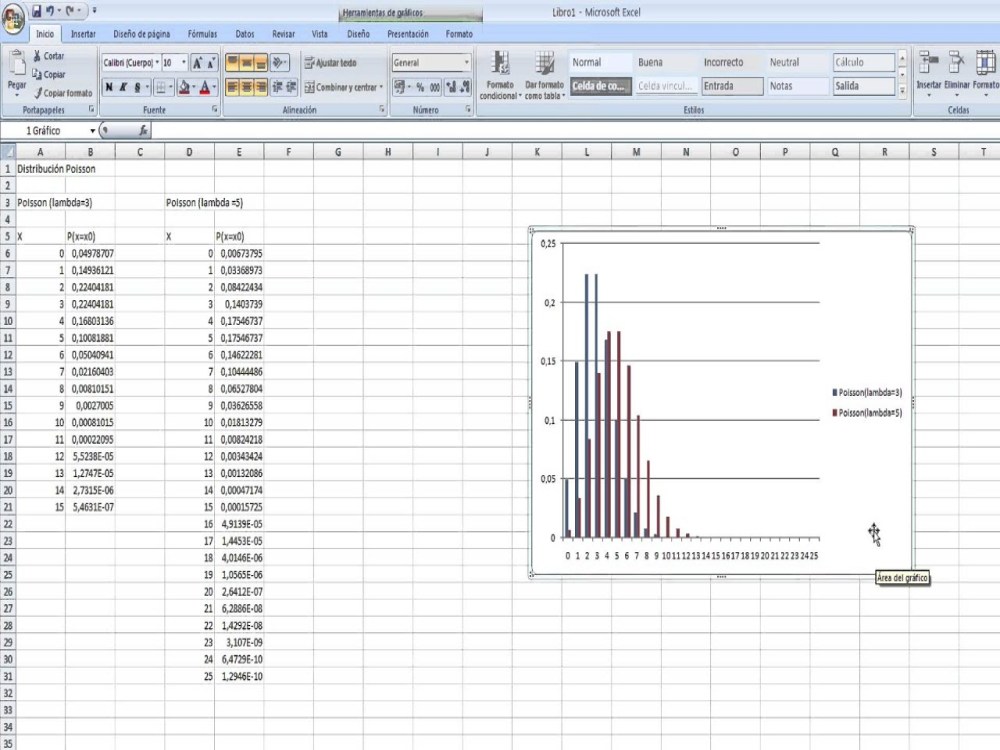 Herramientas de gráficos Libro1 - Microsoft Excel
Inicio Insertar Diseño de página Fórmulas Datos Revisar Vista Diseño Presentación Formato
Pegar Cortar Copiar Copiar formato
Calibri (Cuerpo) 10 A A
N K S A
Ajustar texto
Combinar y centrar
General
% 000
Formato condicional Dar formato como tabla
Normal Buena Incorrecto Neutral Cálculo
Celda de co... Celda vincul... Entrada Notas Salida
Insertar Eliminar Formato
Portapapeles Fuente Alineación Número Estilos Celdas
1 Gráfico fx
A B C D E F G H I J K L M N O P Q R S T
1 Distribución Poisson
2
3 Poisson (lambda=3) Poisson (lambda =5)
4
5 X P(x=x0) X P(x=x0)
6 0 0,04978707 0 0,00673795
7 1 0,14936121 1 0,03368973
8 2 0,22404181 2 0,08422434
9 3 0,22404181 3 0,1403739
10 4 0,16803136 4 0,17546737
11 5 0,10081881 5 0,17546737
12 6 0,05040941 6 0,14622281
13 7 0,02160403 7 0,10444486
14 8 0,00810151 8 0,06527804
15 9 0,0027005 9 0,03626558
16 10 0,00081015 10 0,01813279
17 11 0,00022095 11 0,00824218
18 12 5,5238E-05 12 0,00343424
19 13 1,2747E-05 13 0,00132086
20 14 2,7315E-06 14 0,00047174
21 15 5,4631E-07 15 0,00015725
22 16 4,9139E-05
23 17 1,4453E-05
24 18 4,0146E-06
25 19 1,0565E-06
26 20 2,6412E-07
27 21 6,2886E-08
28 22 1,4292E-08
29 23 3,107E-09
30 24 6,4729E-10
31 25 1,2946E-10
32
33
34
35
0,25
0,2
0,15
0,1
0,05
0
0 1 2 3 4 5 6 7 8 9 10 11 12 13 14 15 16 17 18 19 20 21 22 23 24 25
Poisson(lambda=3)
Poisson(lambda=5)
Área del gráfico